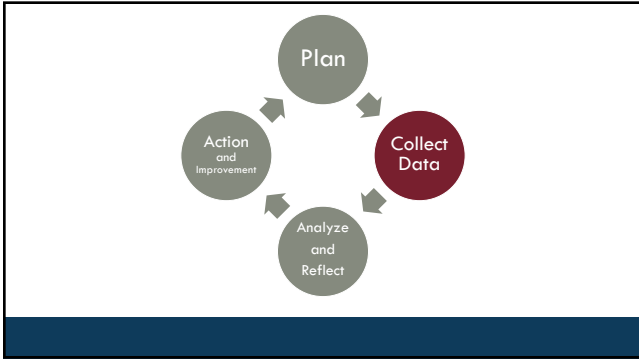 Plan
Collect
Data
Analyze
and
Reflect
Action
and
Improvement